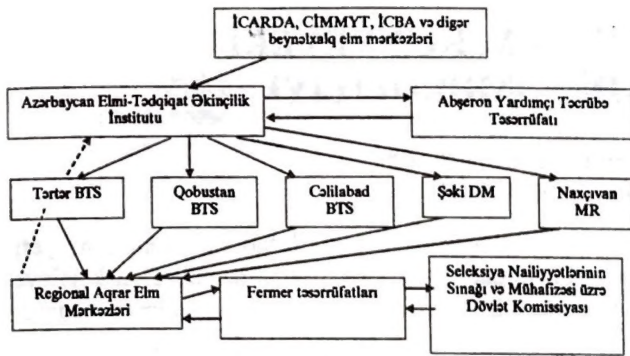 İCARDA, CİMMYT, İCBA və digər
beynəlxalq elm mərkəzləri
Azərbaycan Elmi-Tədqiqat Əkinçilik
İnstitutu
Abşeron Yardımçı Təcrübə
Təsərrüfatı
Tərtər BTS
Qobustan
BTS
Cəlilabad
BTS
Şəki DM
Naxçıvan
MR
Regional Aqrar Elm
Mərkəzləri
Fermer təsərrüfatları
Seleksiya Nailiyyətlərinin
Sınağı və Mühafizəsi üzrə
Dövlət Komissiyası